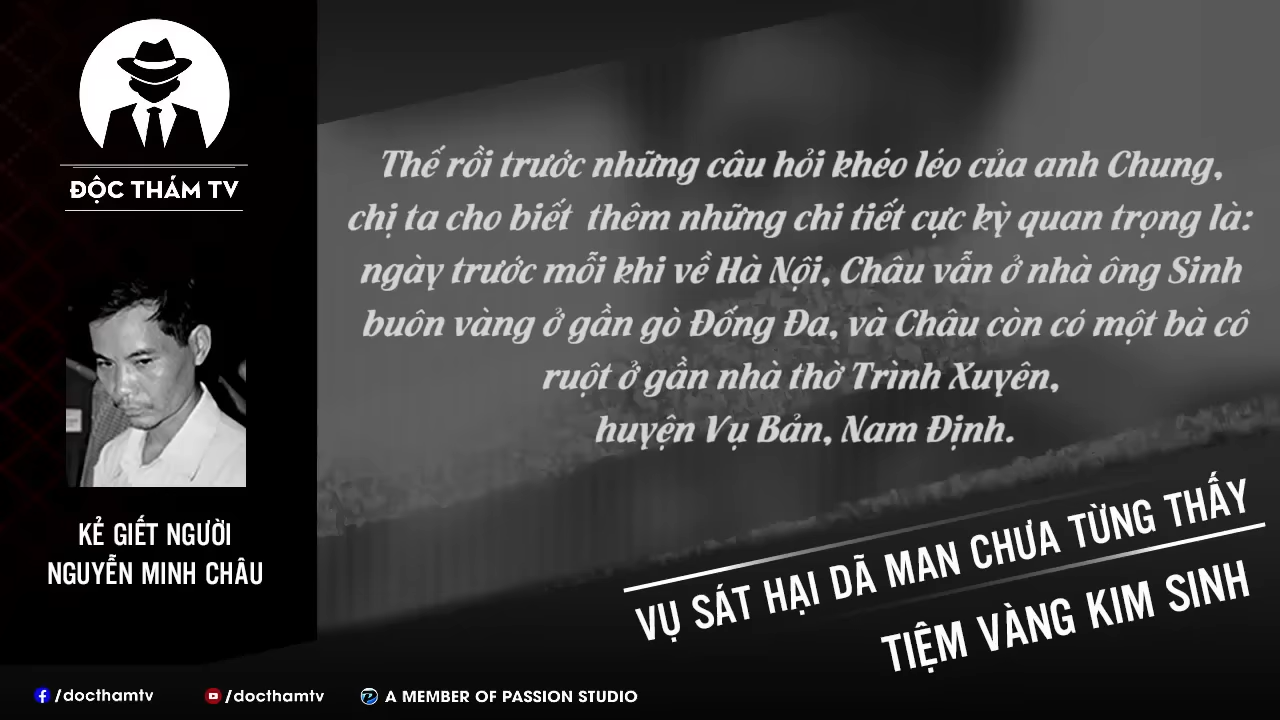 ĐỘC THÁM TV
Thế rồi trước những câu hỏi khéo léo của anh Chung,
chị ta cho biết thêm những chi tiết cực kỳ quan trọng là:
ngày trước mỗi khi về Hà Nội, Châu vẫn ở nhà ông Sinh
buôn vàng ở gần gò Đống Đa, và Châu còn có một bà cô
ruột ở gần nhà thờ Trình Xuyên,
huyện Vụ Bản, Nam Định.
KẺ GIẾT NGƯỜI
NGUYỄN MINH CHÂU
VỤ SÁT HẠI DÃ MAN CHƯA TỪNG THẤY
TIỆM VÀNG KIM SINH
/docthamtv
/docthamtv
A MEMBER OF PASSION STUDIO